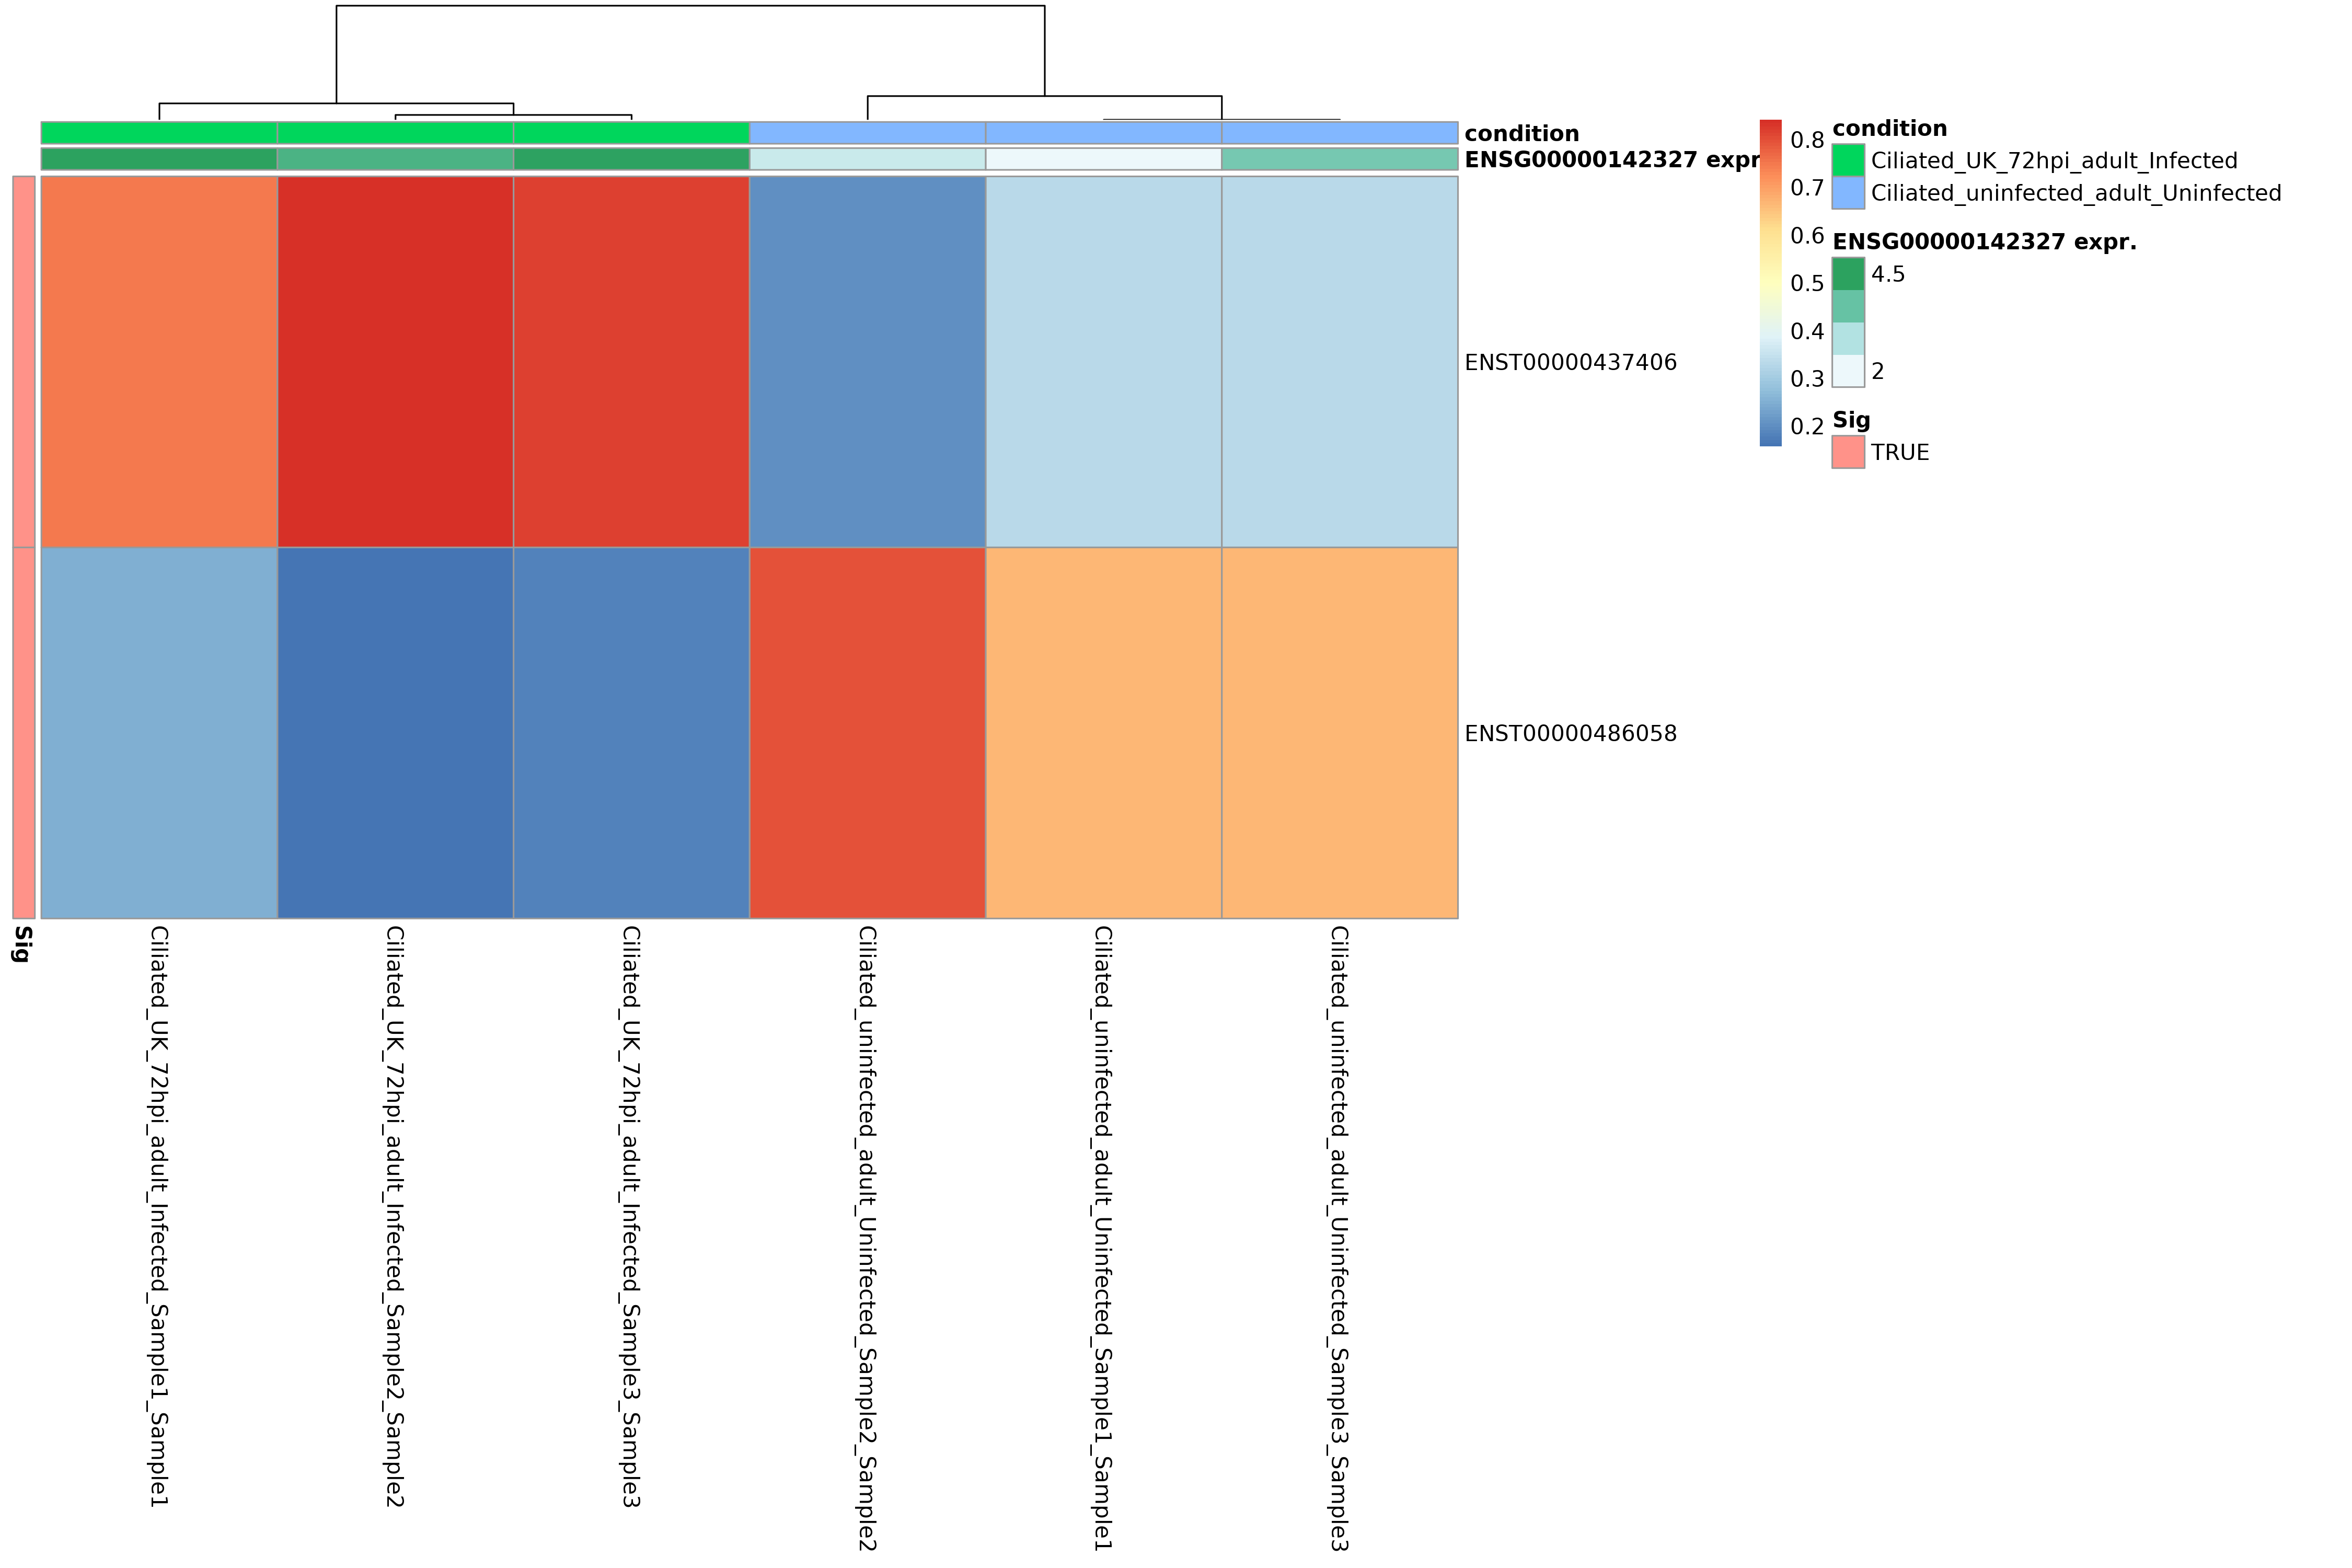 condition
ENSG00000142327 expr
ENST00000437406
ENST00000486058
Sig
Ciliated_UK_72hpi_adult_Infected_Sample1_Sample1
Ciliated_UK_72hpi_adult_Infected_Sample2_Sample2
Ciliated_UK_72hpi_adult_Infected_Sample3_Sample3
Ciliated_uninfected_adult_Uninfected_Sample2_Sample2
Ciliated_uninfected_adult_Uninfected_Sample1_Sample1
Ciliated_uninfected_adult_Uninfected_Sample3_Sample3
0.8
0.7
0.6
0.5
0.4
0.3
0.2
condition
Ciliated_UK_72hpi_adult_Infected
Ciliated_uninfected_adult_Uninfected
ENSG00000142327 expr.
4.5
2
Sig
TRUE